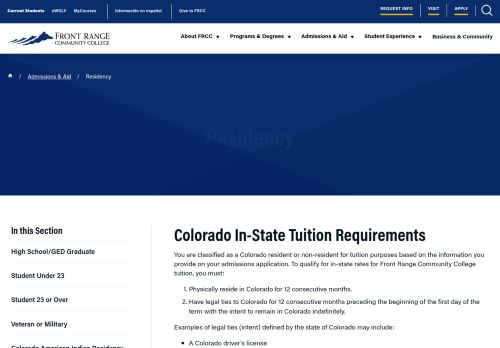 Current Students eWOLF MyCourses Information en español Give to FRCC REQUEST INFO VISIT APPLY
FRONT RANGE
COMMUNITY COLLEGE
About FRCC Programs & Degrees Admissions & Aid Student Experience Business & Community
/ Admissions & Aid / Residency
Residency
In this Section
High School/GED Graduate
Student Under 23
Student 23 or Over
Veteran or Military
Colorado American Indian Residency
Colorado In-State Tuition Requirements
You are classified as a Colorado resident or non-resident for tuition purposes based on the information you
provide on your admissions application. To qualify for in-state rates for Front Range Community College
tuition, you must:
1. Physically reside in Colorado for 12 consecutive months.
2. Have legal ties to Colorado for 12 consecutive months preceding the beginning of the first day of the
term with the intent to remain in Colorado indefinitely.
Examples of legal ties (intent) defined by the state of Colorado may include:
• A Colorado driver's license